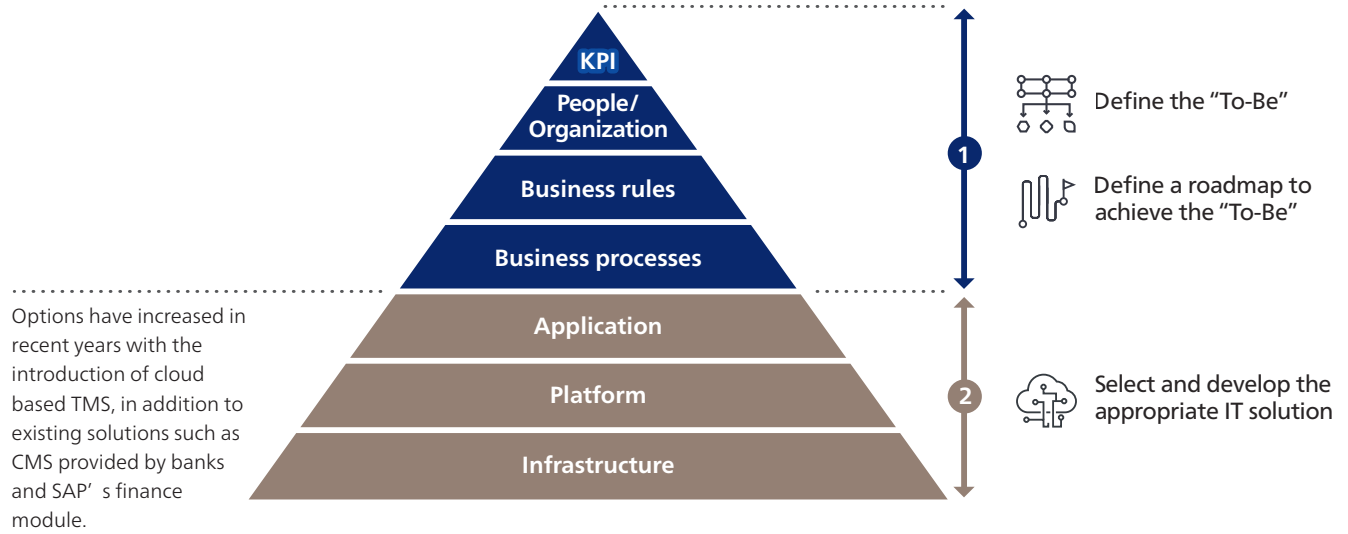 KPI
People/
Organization
Business rules
Business processes
Application
Platform
Infrastructure
1
Define the “To-Be”
Define a roadmap to
achieve the “To-Be”
2
Select and develop the
appropriate IT solution
Options have increased in
recent years with the
introduction of cloud
based TMS, in addition to
existing solutions such as
CMS provided by banks
and SAP’ s finance
module.